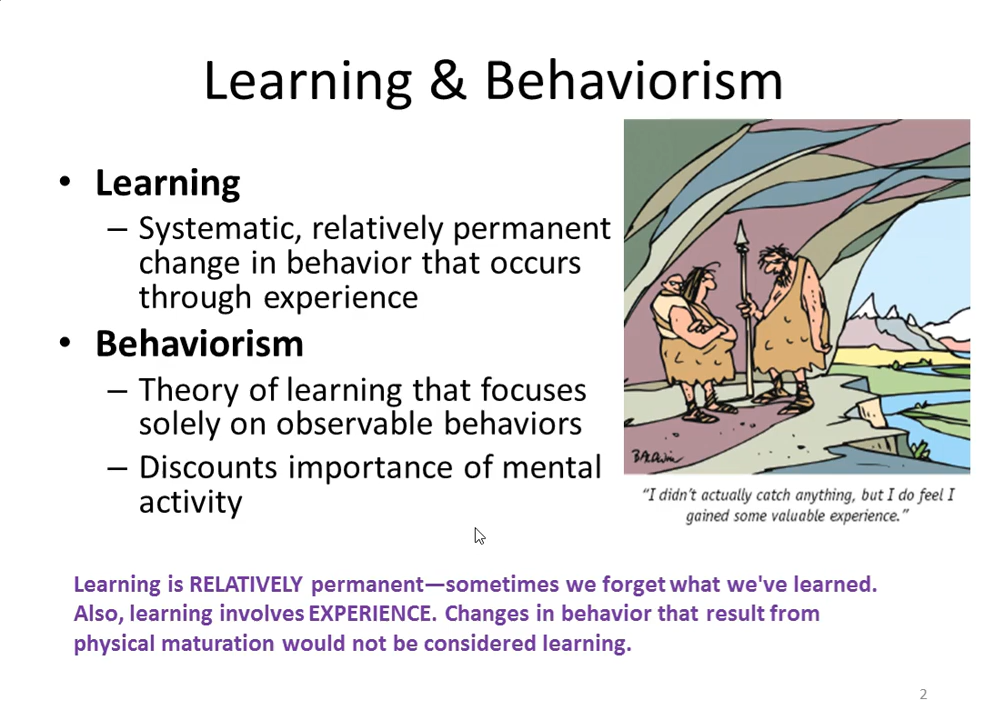 Learning & Behaviorism
• Learning
– Systematic, relatively permanent
change in behavior that occurs
through experience
• Behaviorism
– Theory of learning that focuses
solely on observable behaviors
– Discounts importance of mental
activity
"I didn't actually catch anything, but I do feel I
gained some valuable experience."
Learning is RELATIVELY permanent—sometimes we forget what we've learned.
Also, learning involves EXPERIENCE. Changes in behavior that result from
physical maturation would not be considered learning.
2